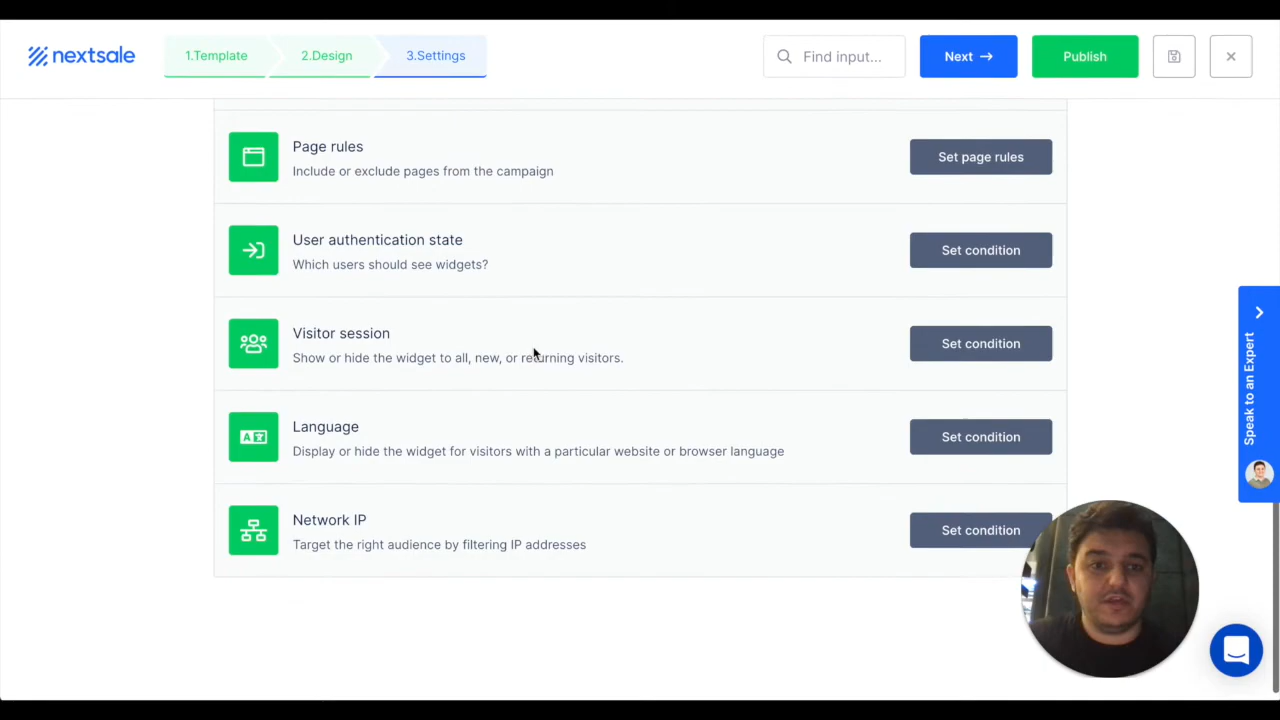 nextsale
1.Template
2.Design
3.Settings
Find input...
Next →
Publish
Page rules
Include or exclude pages from the campaign
Set page rules
User authentication state
Which users should see widgets?
Set condition
Visitor session
Show or hide the widget to all, new, or returning visitors.
Set condition
Language
Display or hide the widget for visitors with a particular website or browser language
Set condition
Network IP
Target the right audience by filtering IP addresses
Set condition
Speak to an Expert